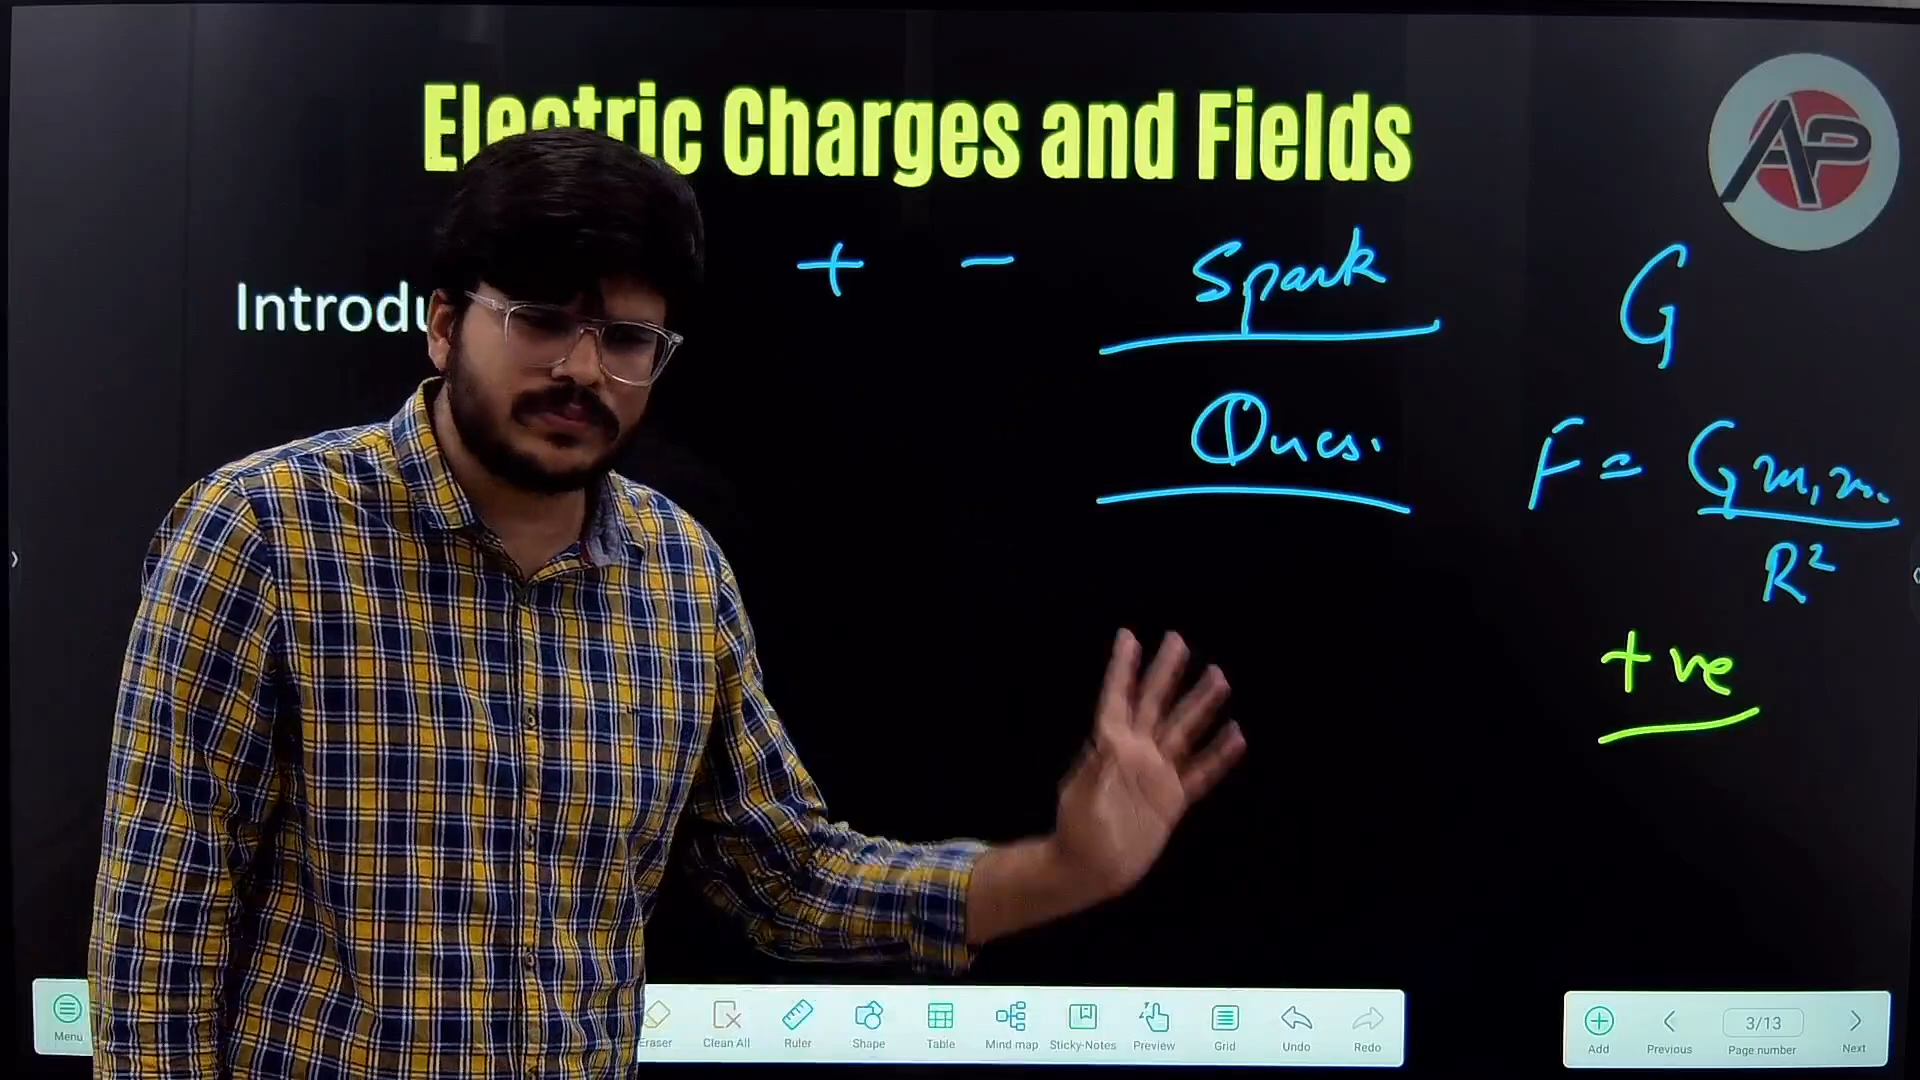 Electric Charges and Fields
AP
Introdu
+ -
Spark
G
Ques.
F = G m, m.
R²
+ve
Menu
Eraser
Clean All
Ruler
Shape
Table
Mind map
Sticky-Notes
Preview
Grid
Undo
Redo
Add
Previous
3/13
Page number
Next